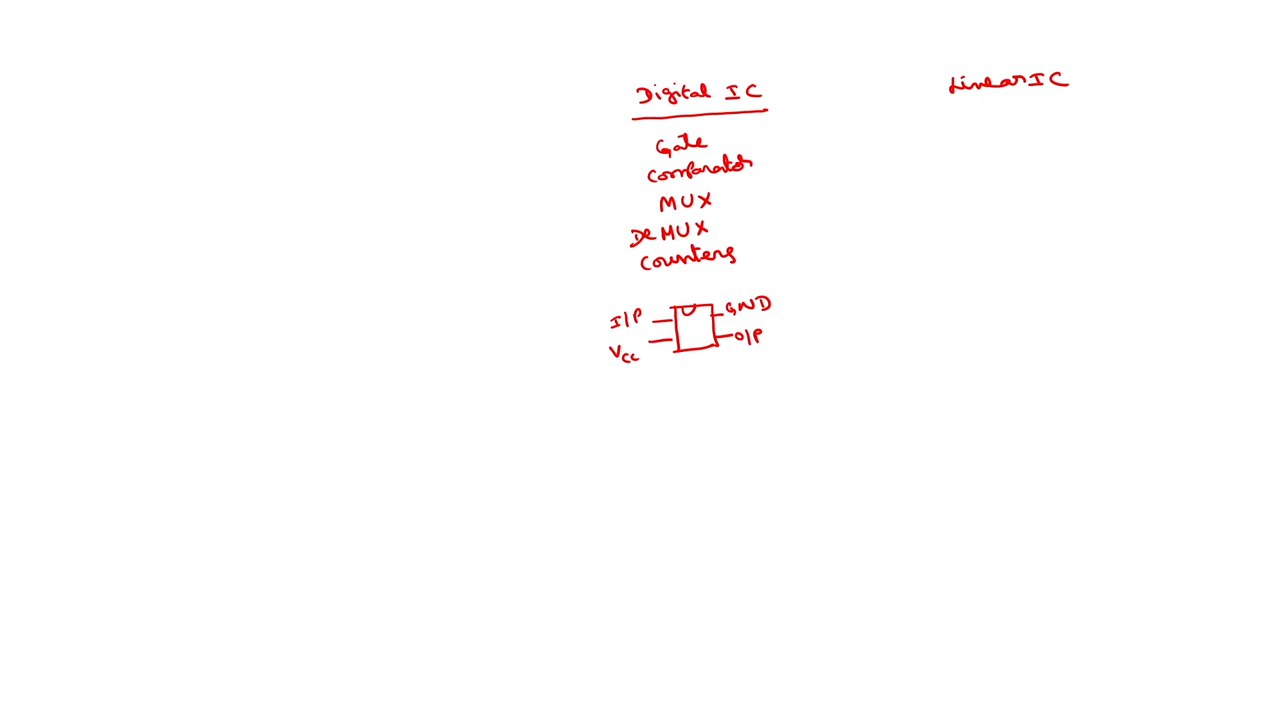 Digital IC
Linear IC
Gate
Comparator
MUX
DeMUX
Counters
I/P
GND
Vcc
O/P